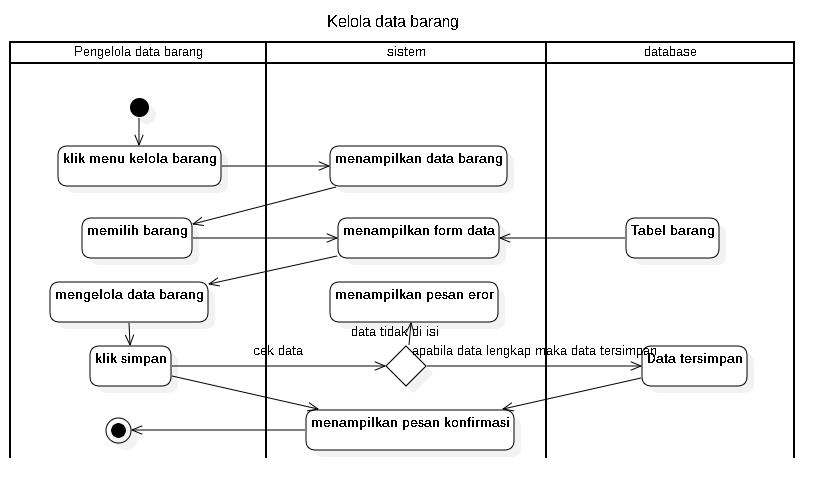 Kelola data barang
Pengelola data barang
sistem
database
klik menu kelola barang
menampilkan data barang
memilih barang
menampilkan form data
Tabel barang
mengelola data barang
menampilkan pesan eror
data tidak di isi
klik simpan
cek data
apabila data lengkap maka data tersimpan
Data tersimpan
menampilkan pesan konfirmasi